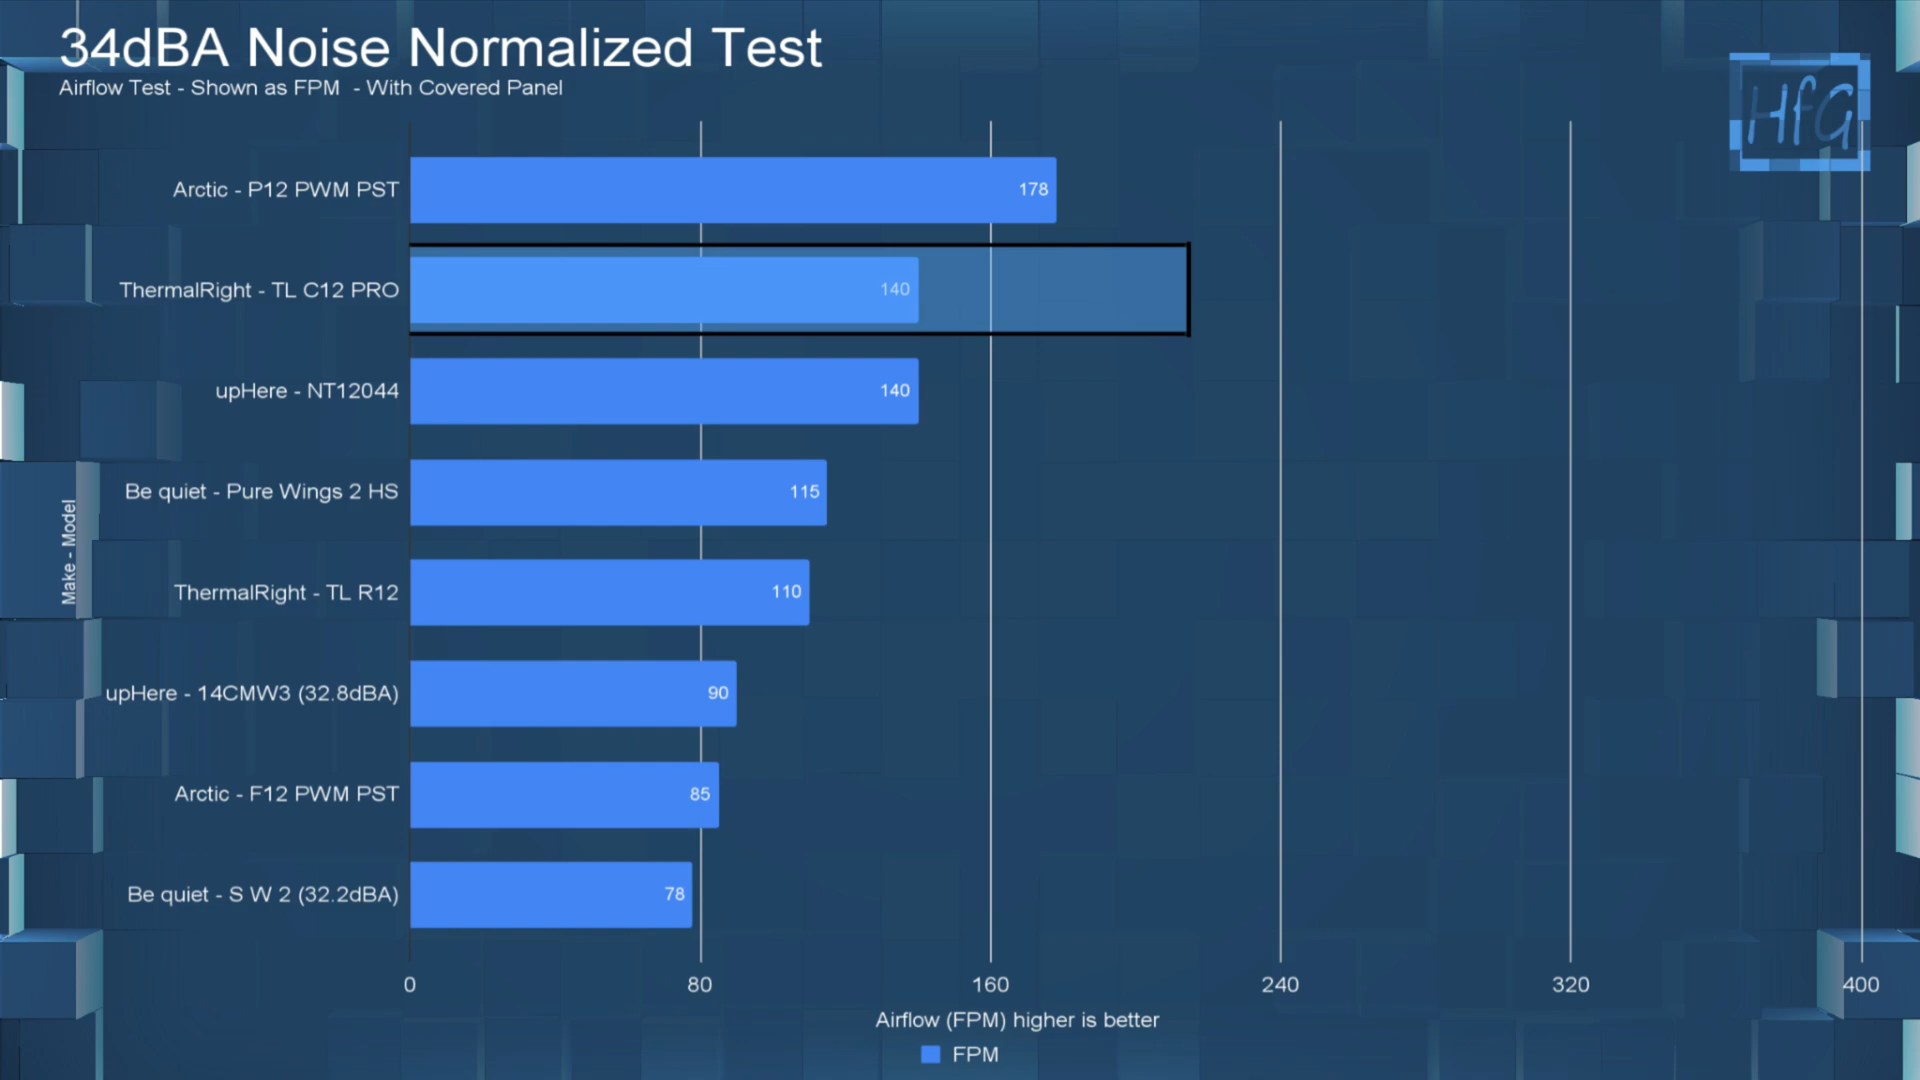 34dBA Noise Normalized Test
Airflow Test - Shown as FPM - With Covered Panel
HfG
Arctic - P12 PWM PST 178
ThermalRight - TL C12 PRO 140
upHere - NT12044 140
Be quiet - Pure Wings 2 HS 115
ThermalRight - TL R12 110
upHere - 14CMW3 (32.8dBA) 90
Arctic - F12 PWM PST 85
Be quiet - S W 2 (32.2dBA) 78
Make - Model
0 80 160 240 320 400
Airflow (FPM) higher is better
FPM